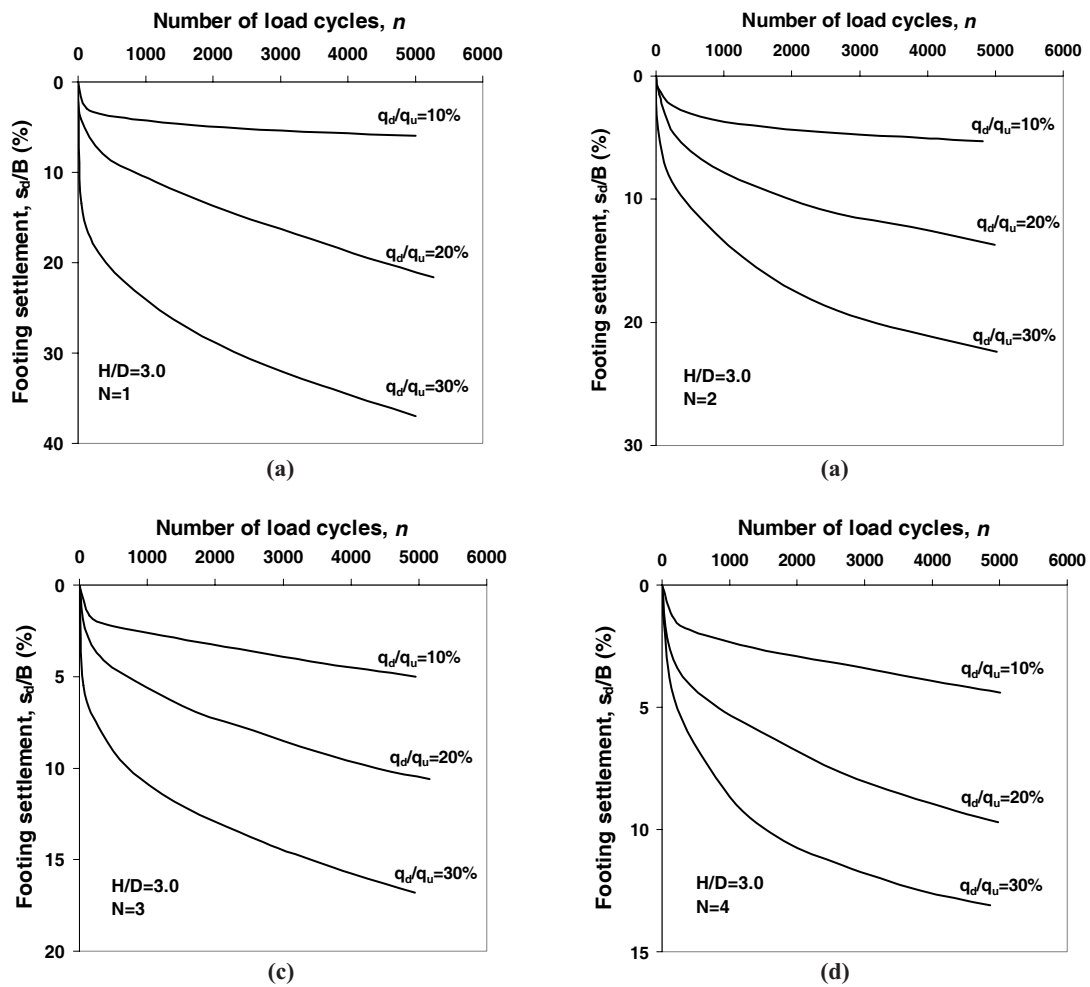 Number of load cycles, n
0 1000 2000 3000 4000 5000 6000
0
10
20
30
40
Footing settlement, sd/B (%)
qd/qu=10%
qd/qu=20%
qd/qu=30%
H/D=3.0
N=1
(a)
Number of load cycles, n
0 1000 2000 3000 4000 5000 6000
0
10
20
30
Footing settlement, sd/B (%)
qd/qu=10%
qd/qu=20%
qd/qu=30%
H/D=3.0
N=2
(a)
Number of load cycles, n
0 1000 2000 3000 4000 5000 6000
0
5
10
15
20
Footing settlement, sd/B (%)
qd/qu=10%
qd/qu=20%
qd/qu=30%
H/D=3.0
N=3
(c)
Number of load cycles, n
0 1000 2000 3000 4000 5000 6000
0
5
10
15
Footing settlement, sd/B (%)
qd/qu=10%
qd/qu=20%
qd/qu=30%
H/D=3.0
N=4
(d)